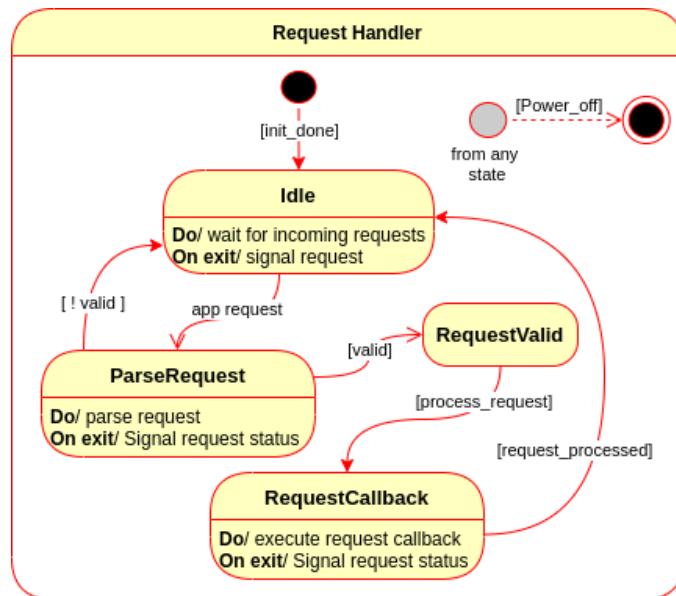 Request Handler
[init_done]
[Power_off]
from any
state
Idle
Do/ wait for incoming requests
On exit/ signal request
[ ! valid ]
app request
[valid]
RequestValid
ParseRequest
Do/ parse request
On exit/ Signal request status
[process_request]
[request_processed]
RequestCallback
Do/ execute request callback
On exit/ Signal request status